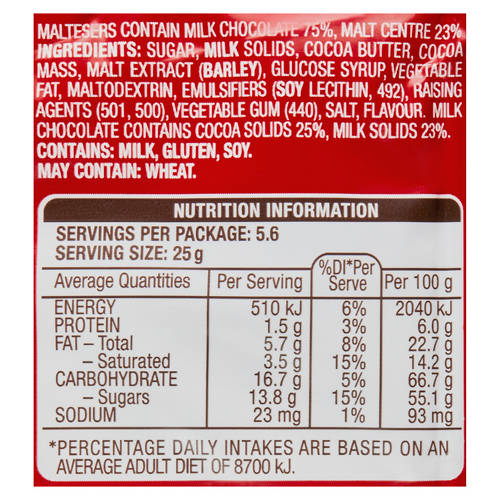 MALTESERS CONTAIN MILK CHOCOLATE 75%, MALT CENTRE 23%
INGREDIENTS: SUGAR, MILK SOLIDS, COCOA BUTTER, COCOA
MASS, MALT EXTRACT (BARLEY), GLUCOSE SYRUP, VEGETABLE
FAT, MALTODEXTRIN, EMULSIFIERS (SOY LECITHIN, 492), RAISING
AGENTS (501, 500), VEGETABLE GUM (440), SALT, FLAVOUR. MILK
CHOCOLATE CONTAINS COCOA SOLIDS 25%, MILK SOLIDS 23%.
CONTAINS: MILK, GLUTEN, SOY.
MAY CONTAIN: WHEAT.
NUTRITION INFORMATION
SERVINGS PER PACKAGE: 5.6
SERVING SIZE: 25 g
Average Quantities Per Serving %DI*Per Serve Per 100 g
ENERGY 510 kJ 6% 2040 kJ
PROTEIN 1.5 g 3% 6.0 g
FAT – Total 5.7 g 8% 22.7 g
– Saturated 3.5 g 15% 14.2 g
CARBOHYDRATE 16.7 g 5% 66.7 g
– Sugars 13.8 g 15% 55.1 g
SODIUM 23 mg 1% 93 mg
*PERCENTAGE DAILY INTAKES ARE BASED ON AN
AVERAGE ADULT DIET OF 8700 kJ.